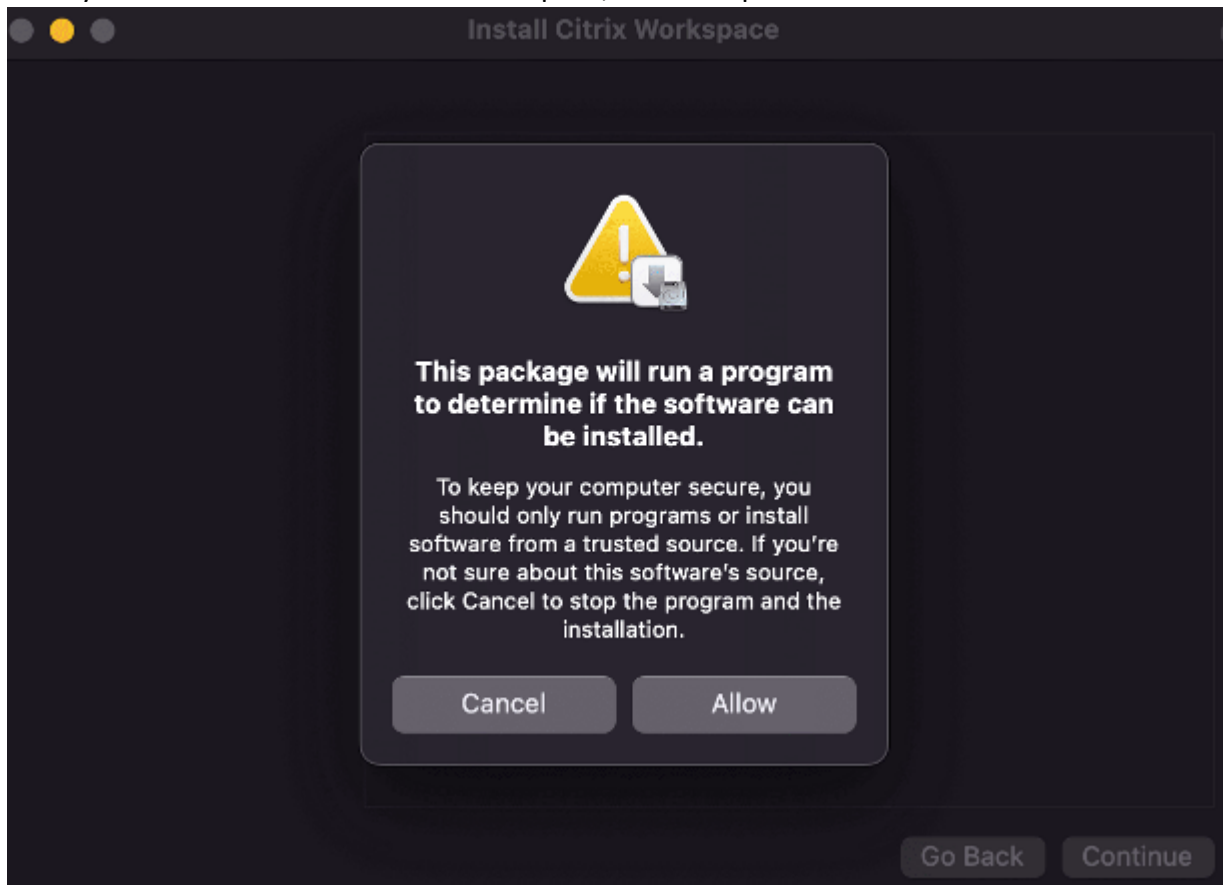 Install Citrix Workspace
This package will run a program
to determine if the software can
be installed.
To keep your computer secure, you
should only run programs or install
software from a trusted source. If you're
not sure about this software's source,
click Cancel to stop the program and the
installation.
Cancel Allow
Go Back Continue